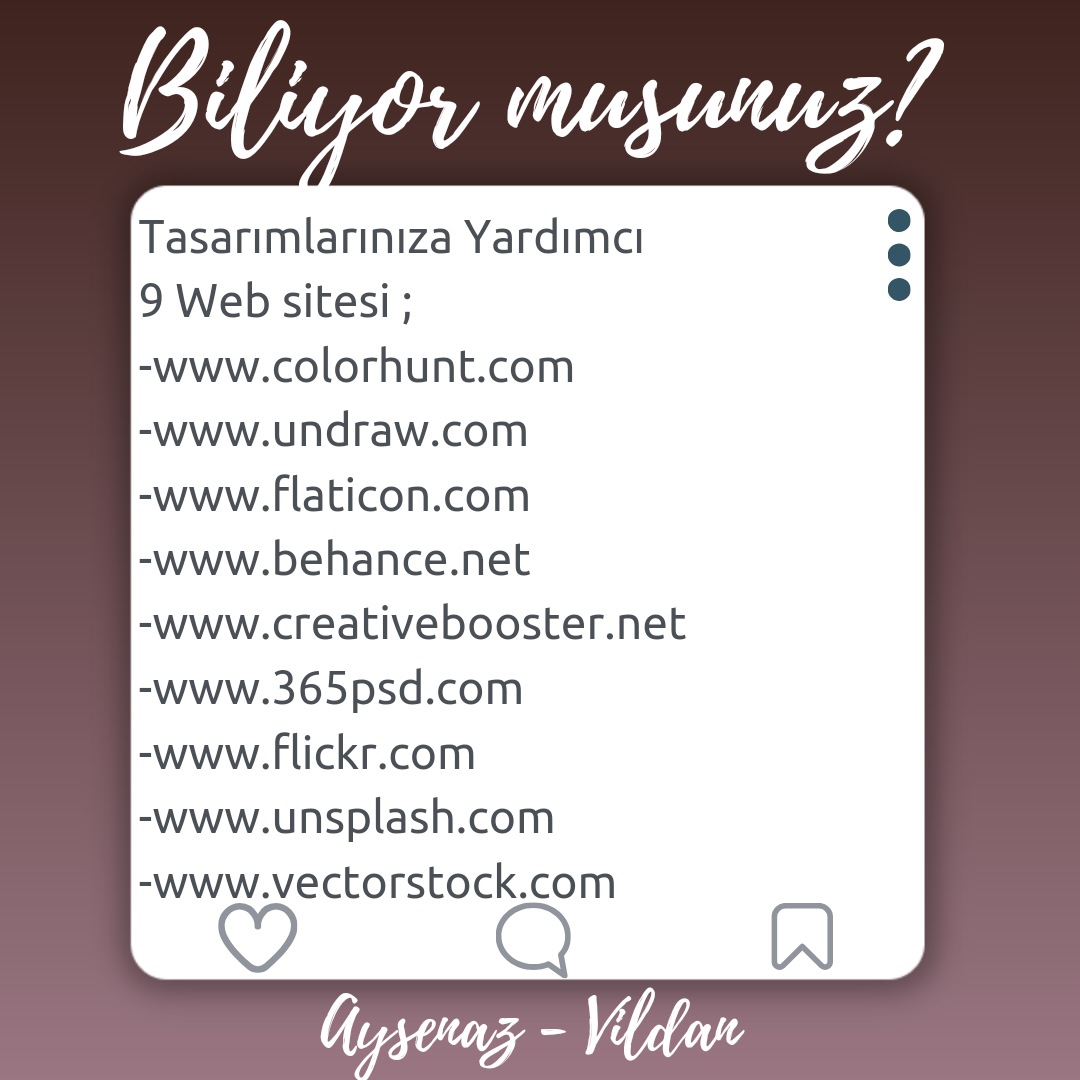 Biliyor musunuz?
Tasarımlarınıza Yardımcı
9 Web sitesi ;
-www.colorhunt.com
-www.undraw.com
-www.flaticon.com
-www.behance.net
-www.creativebooster.net
-www.365psd.com
-www.flickr.com
-www.unsplash.com
-www.vectorstock.com
Aysenaz - Vildan